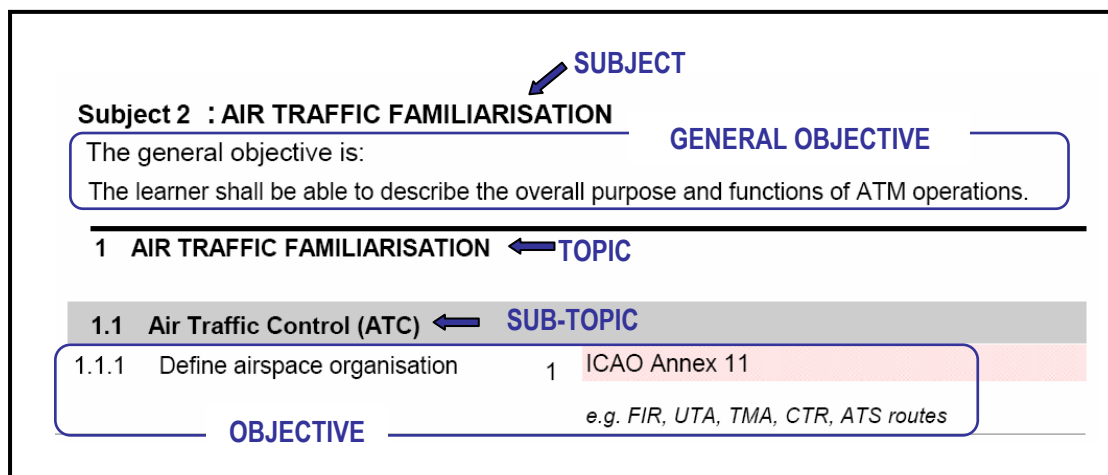 SUBJECT
Subject 2 : AIR TRAFFIC FAMILIARISATION
GENERAL OBJECTIVE
The general objective is:
The learner shall be able to describe the overall purpose and functions of ATM operations.
1 AIR TRAFFIC FAMILIARISATION TOPIC
1.1 Air Traffic Control (ATC) SUB-TOPIC
1.1.1 Define airspace organisation 1 ICAO Annex 11
e.g. FIR, UTA, TMA, CTR, ATS routes
OBJECTIVE